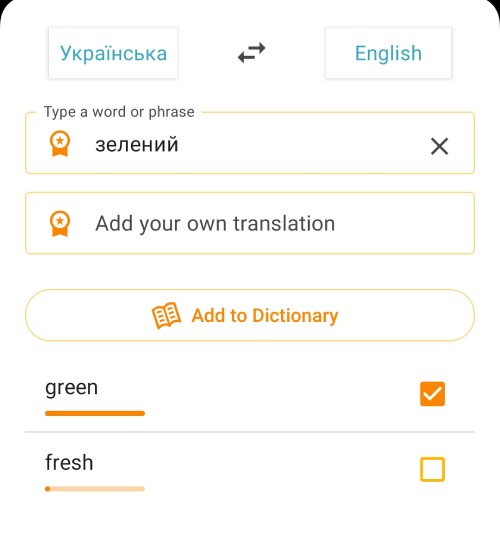 Українська English
Type a word or phrase
зелений
Add your own translation
Add to Dictionary
green
fresh